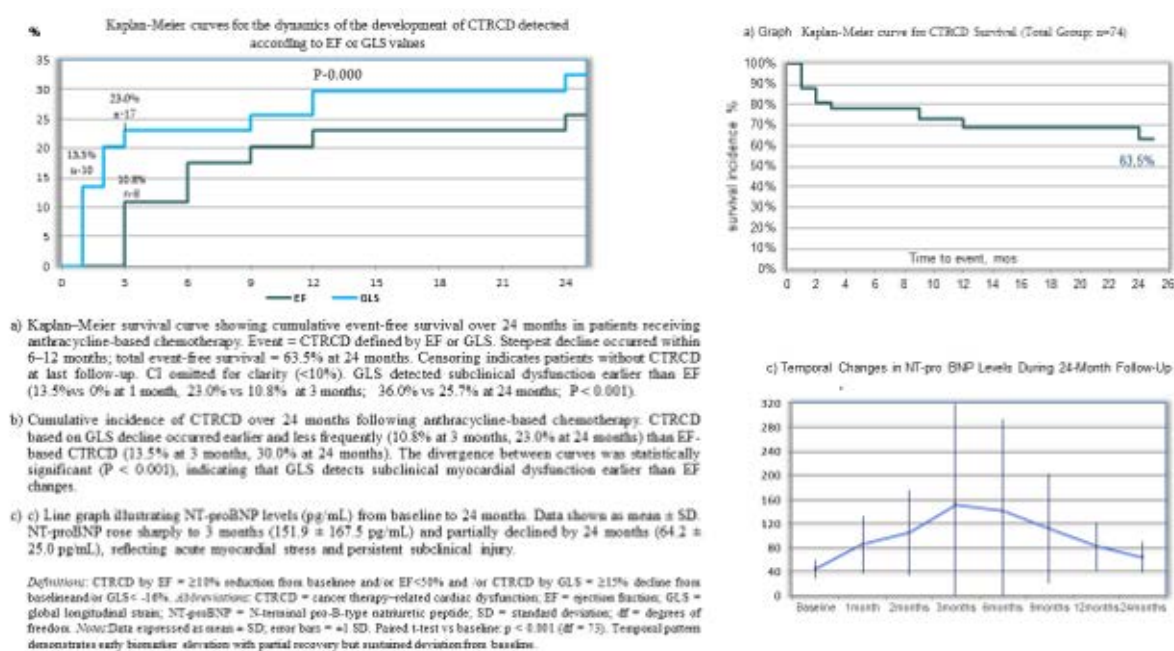 %
Kaplan-Meier curves for the dynamics of the development of CTRCD detected
according to EF or GLS values
35
30
25
20
15
10
5
0
P-0.000
23.0%
n-17
13.5%
n-10
10.8%
n-8
0 3 6 9 12 15 18 21 24
EF GLS
a) Graph Kaplan-Meier curve for CTRCD Survival (Total Group: n=74)
survival incidence %
100%
90%
80%
70%
60%
50%
40%
30%
20%
10%
0%
63,5%
Time to event, mos
0 2 4 6 8 10 12 14 16 18 20 22 24 26
a) Kaplan–Meier survival curve showing cumulative event-free survival over 24 months in patients receiving
anthracycline-based chemotherapy. Event = CTRCD defined by EF or GLS. Steepest decline occurred within
6–12 months; total event-free survival = 63.5% at 24 months. Censoring indicates patients without CTRCD
at last follow-up. CI omitted for clarity (<10%). GLS detected subclinical dysfunction earlier than EF
(13.5%vs 0% at 1 month, 23.0% vs 10.8% at 3 months; 36.0% vs 25.7% at 24 months; P < 0.001).
b) Cumulative incidence of CTRCD over 24 months following anthracycline-based chemotherapy. CTRCD
based on GLS decline occurred earlier and less frequently (10.8% at 3 months, 23.0% at 24 months) than EF-
based CTRCD (13.5% at 3 months, 30.0% at 24 months). The divergence between curves was statistically
significant (P < 0.001), indicating that GLS detects subclinical myocardial dysfunction earlier than EF
changes.
c) c) Line graph illustrating NT-proBNP levels (pg/mL) from baseline to 24 months. Data shown as mean ± SD.
NT-proBNP rose sharply to 3 months (151.9 ± 167.5 pg/mL) and partially declined by 24 months (64.2 ±
25.0 pg/mL), reflecting acute myocardial stress and persistent subclinical injury.
Definitions: CTRCD by EF = ≥10% reduction from baselinee and/or EF<50% and /or CTRCD by GLS = ≥15% decline from
baselineand/or GLS< -16%. Abbreviations: CTRCD = cancer therapy–related cardiac dysfunction; EF = ejection fraction; GLS =
global longitudinal strain; NT-proBNP = N-terminal pro-B-type natriuretic peptide; SD = standard deviation; df = degrees of
freedom. Notes:Data expressed as mean ± SD; error bars = ±1 SD. Paired t-test vs baseline: p < 0.001 (df = 73). Temporal pattern
demonstrates early biomarker elevation with partial recovery but sustained deviation from baseline.
c) Temporal Changes in NT-pro BNP Levels During 24-Month Follow-Up
320
280
240
200
160
120
80
40
0
Baseline 1month 2months 3months 6months 9months 12months 24months